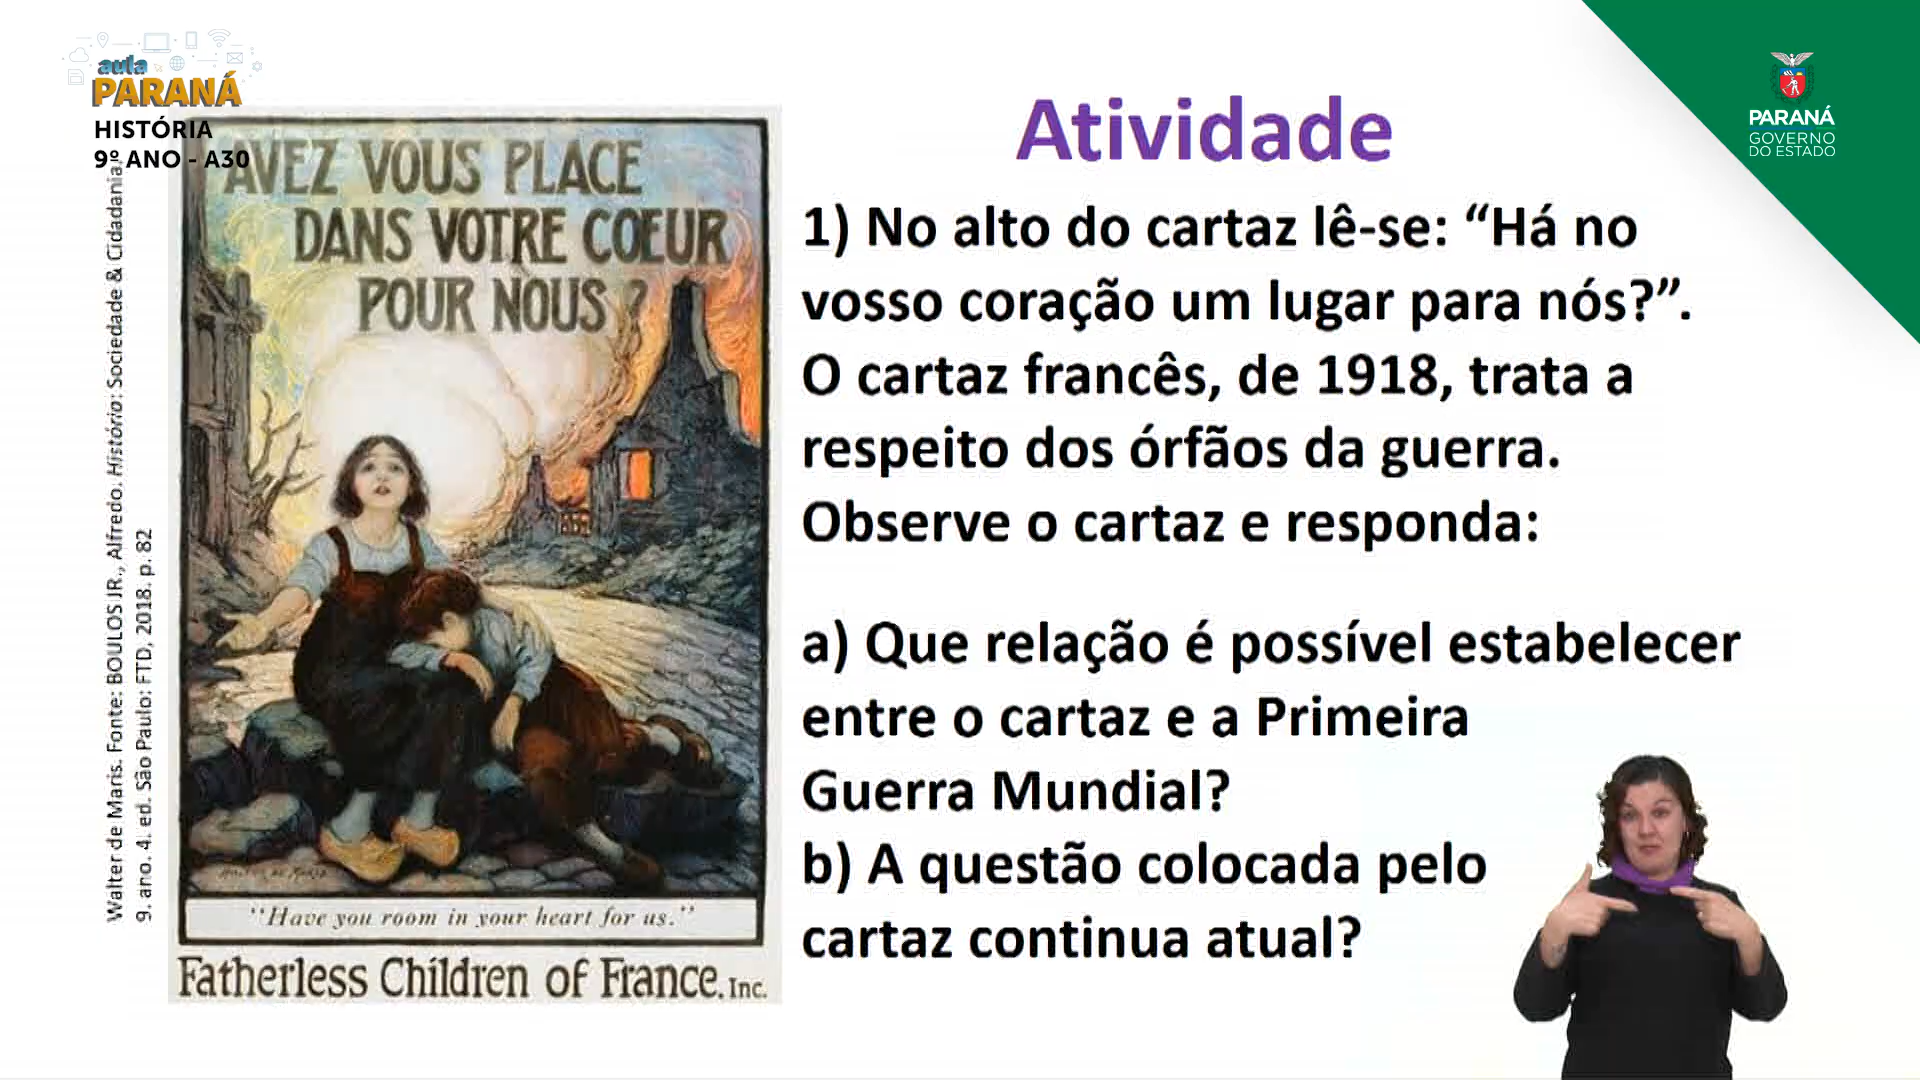 aula
PARANÁ
HISTÓRIA
9º ANO - A30
PARANÁ
GOVERNO
DO ESTADO
Walter de Maris. Fonte: BOULOS JR., Alfredo. História: Sociedade & Cidadania.
9. ano. 4. ed. São Paulo: FTD, 2018. p. 82
AVEZ VOUS PLACE
DANS VOTRE CŒUR
POUR NOUS ?
"Have you room in your heart for us."
Fatherless Children of France, Inc.
Atividade
1) No alto do cartaz lê-se: “Há no
vosso coração um lugar para nós?”.
O cartaz francês, de 1918, trata a
respeito dos órfãos da guerra.
Observe o cartaz e responda:
a) Que relação é possível estabelecer
entre o cartaz e a Primeira
Guerra Mundial?
b) A questão colocada pelo
cartaz continua atual?